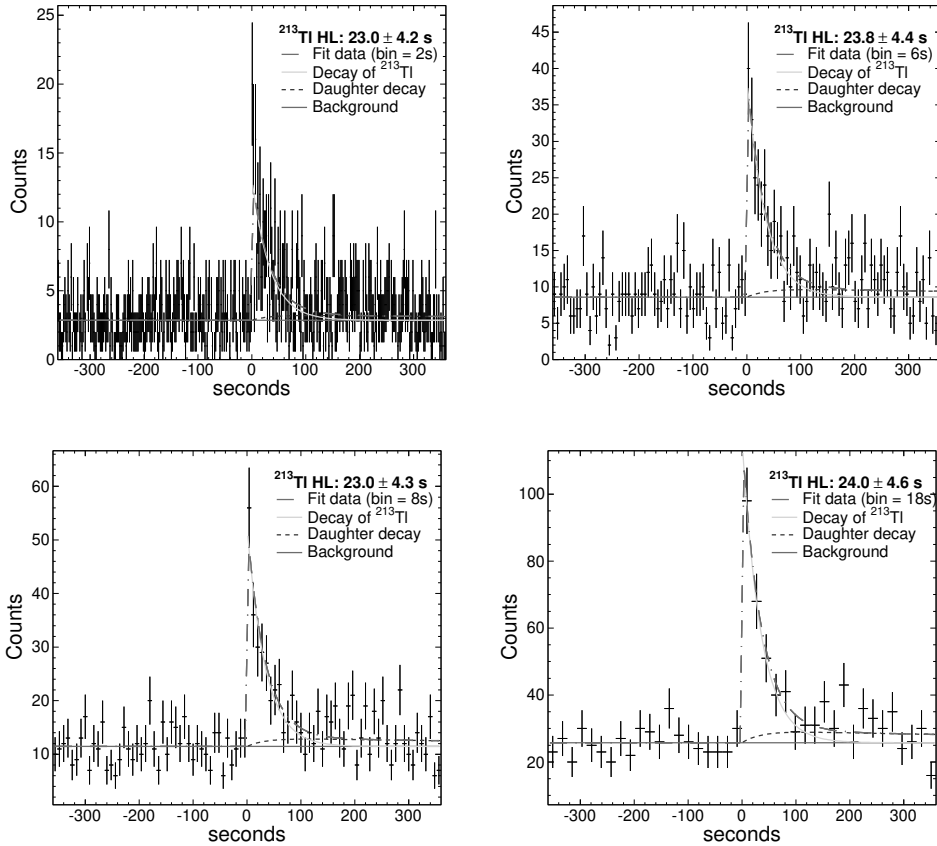 ²¹³Tl HL: 23.0 ± 4.2 s
Fit data (bin = 2s)
Decay of ²¹³Tl
Daughter decay
Background
Counts
25
20
15
10
5
0
-300 -200 -100 0 100 200 300
seconds
²¹³Tl HL: 23.8 ± 4.4 s
Fit data (bin = 6s)
Decay of ²¹³Tl
Daughter decay
Background
Counts
45
40
35
30
25
20
15
10
5
0
-300 -200 -100 0 100 200 300
seconds
²¹³Tl HL: 23.0 ± 4.3 s
Fit data (bin = 8s)
Decay of ²¹³Tl
Daughter decay
Background
Counts
60
50
40
30
20
10
-300 -200 -100 0 100 200 300
seconds
²¹³Tl HL: 24.0 ± 4.6 s
Fit data (bin = 18s)
Decay of ²¹³Tl
Daughter decay
Background
Counts
100
80
60
40
20
-300 -200 -100 0 100 200 300
seconds